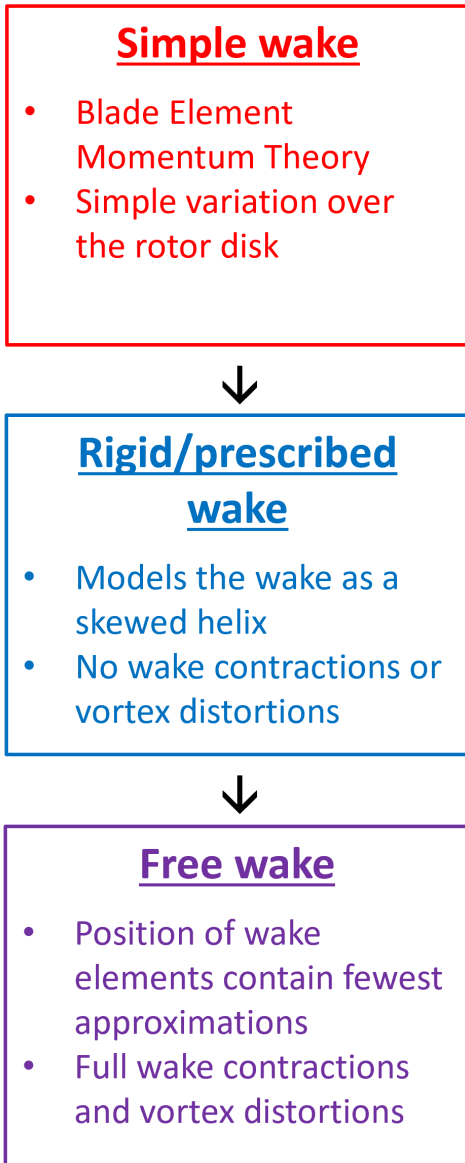 Simple wake
• Blade Element
Momentum Theory
• Simple variation over
the rotor disk
↓
Rigid/prescribed
wake
• Models the wake as a
skewed helix
• No wake contractions or
vortex distortions
↓
Free wake
• Position of wake
elements contain fewest
approximations
• Full wake contractions
and vortex distortions